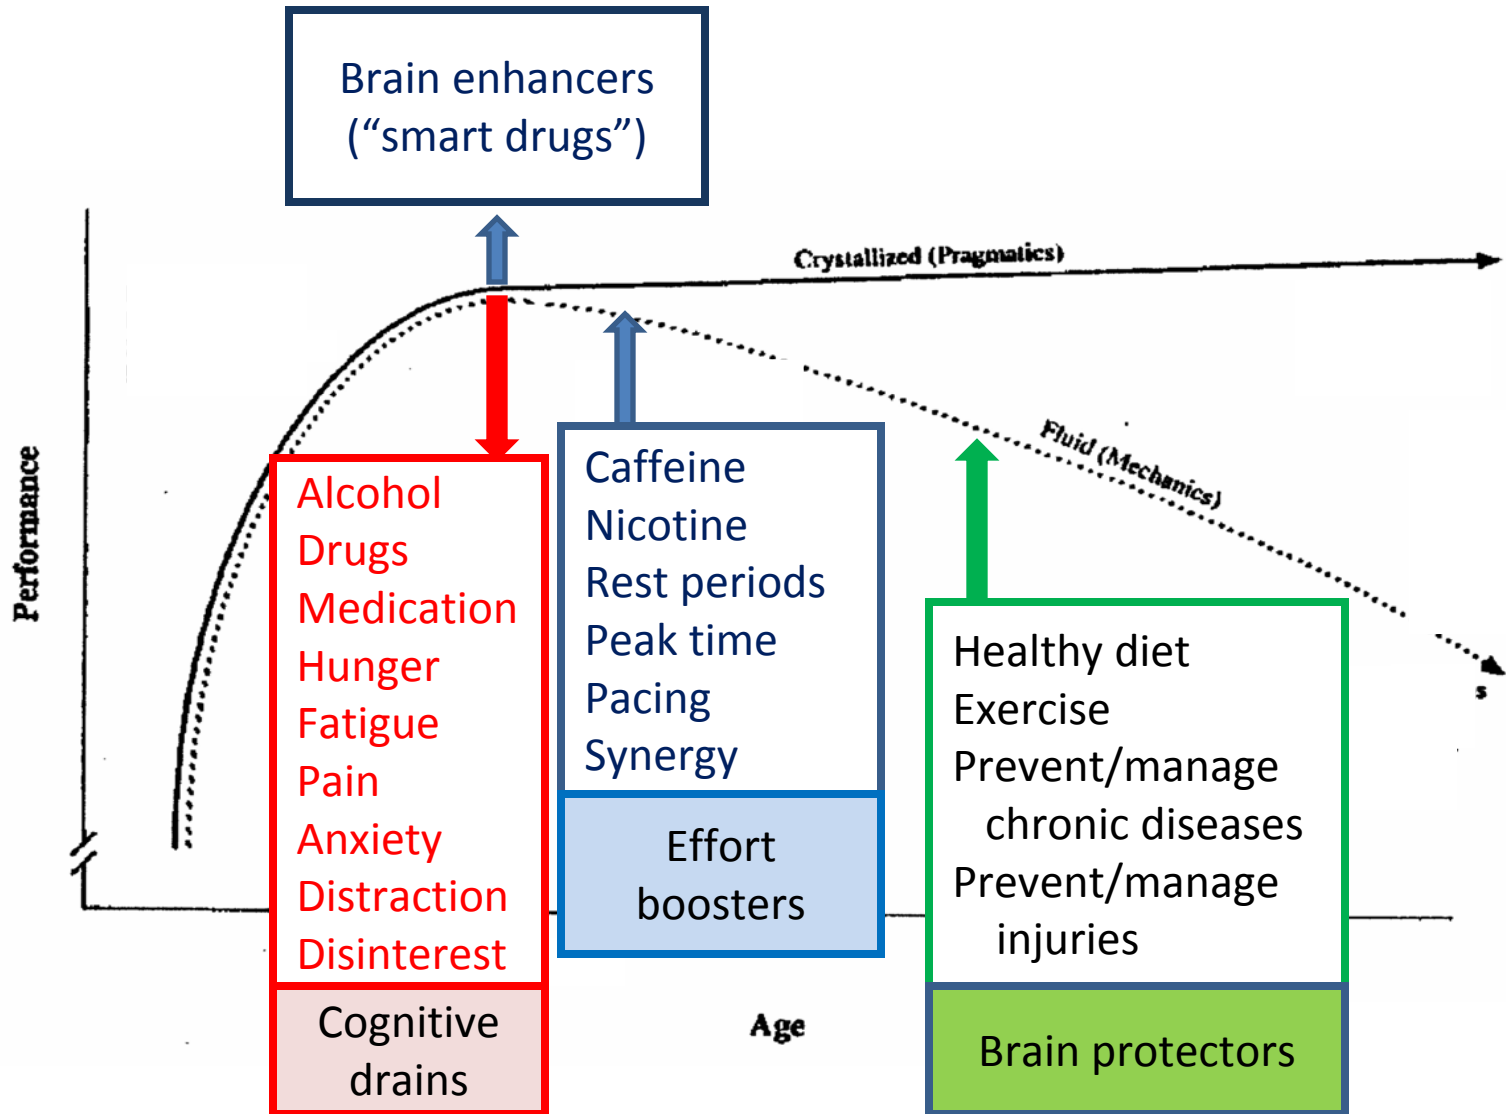 Brain enhancers
(“smart drugs”)
Crystallized (Pragmatics)
Fluid (Mechanics)
Performance
Alcohol
Drugs
Medication
Hunger
Fatigue
Pain
Anxiety
Distraction
Disinterest
Cognitive
drains
Caffeine
Nicotine
Rest periods
Peak time
Pacing
Synergy
Effort
boosters
Healthy diet
Exercise
Prevent/manage
chronic diseases
Prevent/manage
injuries
Brain protectors
s
Age